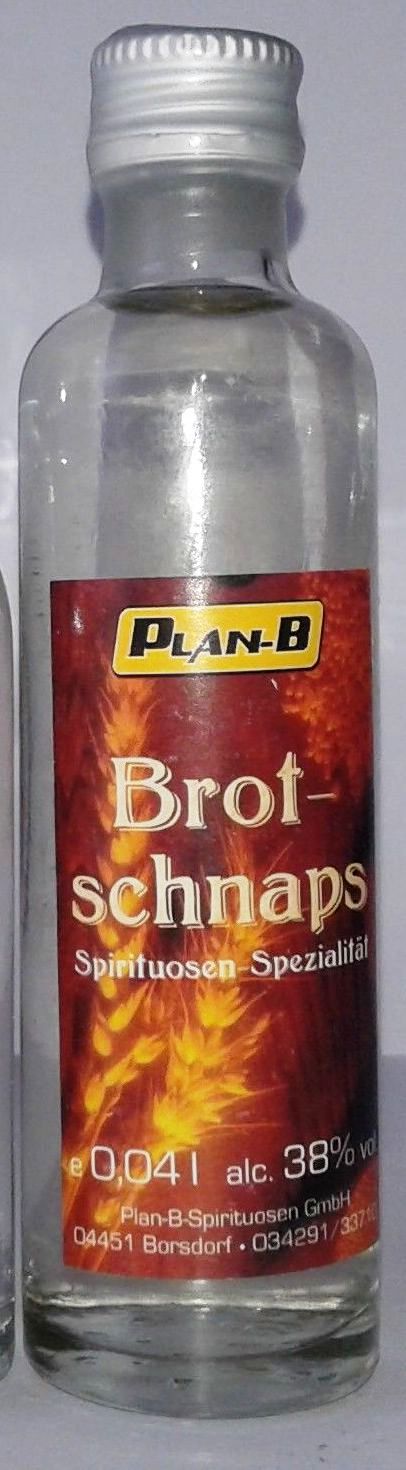 PLAN-B
Brot-
schnaps
Spirituosen-Spezialität
e 0,04 l alc. 38% vol
Plan-B-Spirituosen GmbH
04451 Borsdorf •